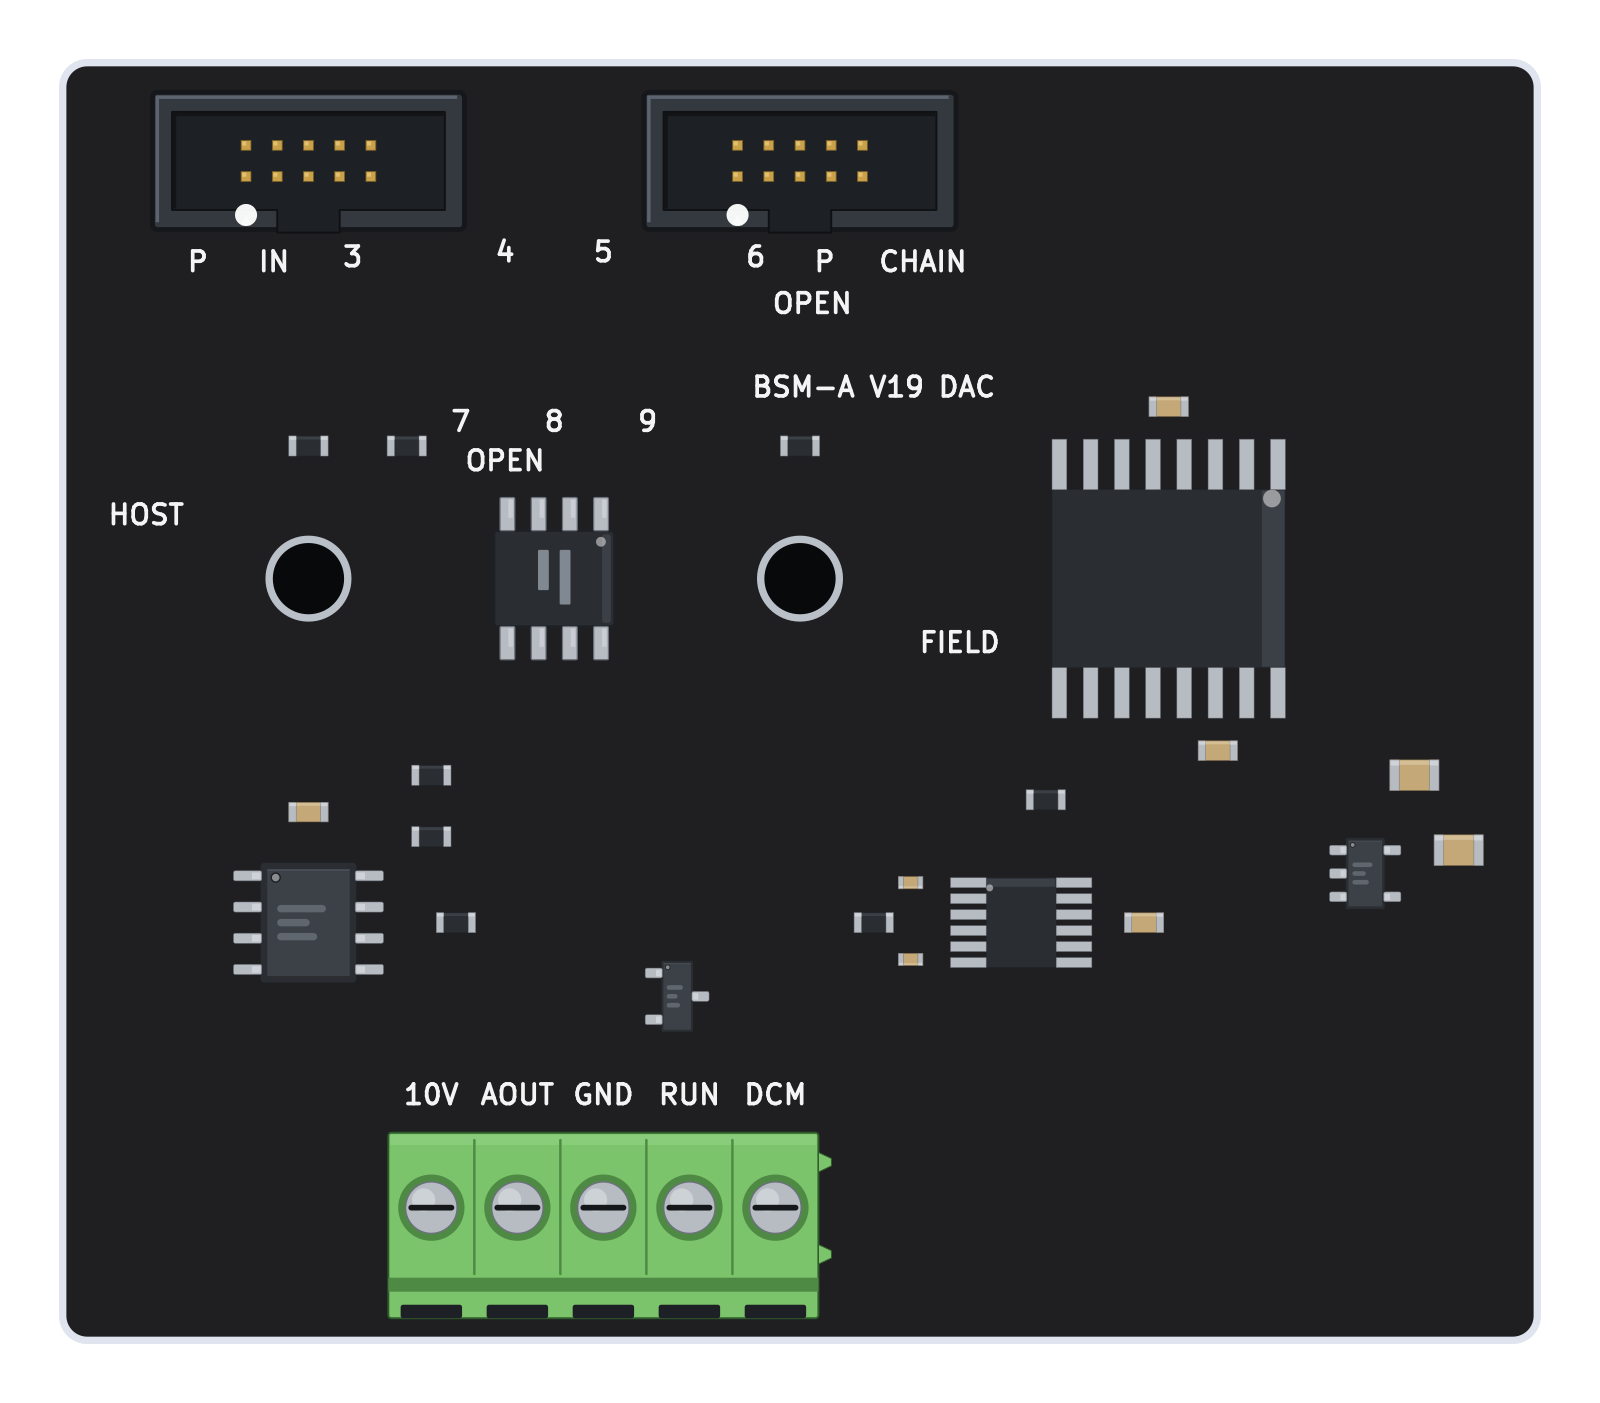 P IN 3 4 5 6 P CHAIN
OPEN
BSM-A V19 DAC
7 8 9
OPEN
HOST
FIELD
10V AOUT GND RUN DCM